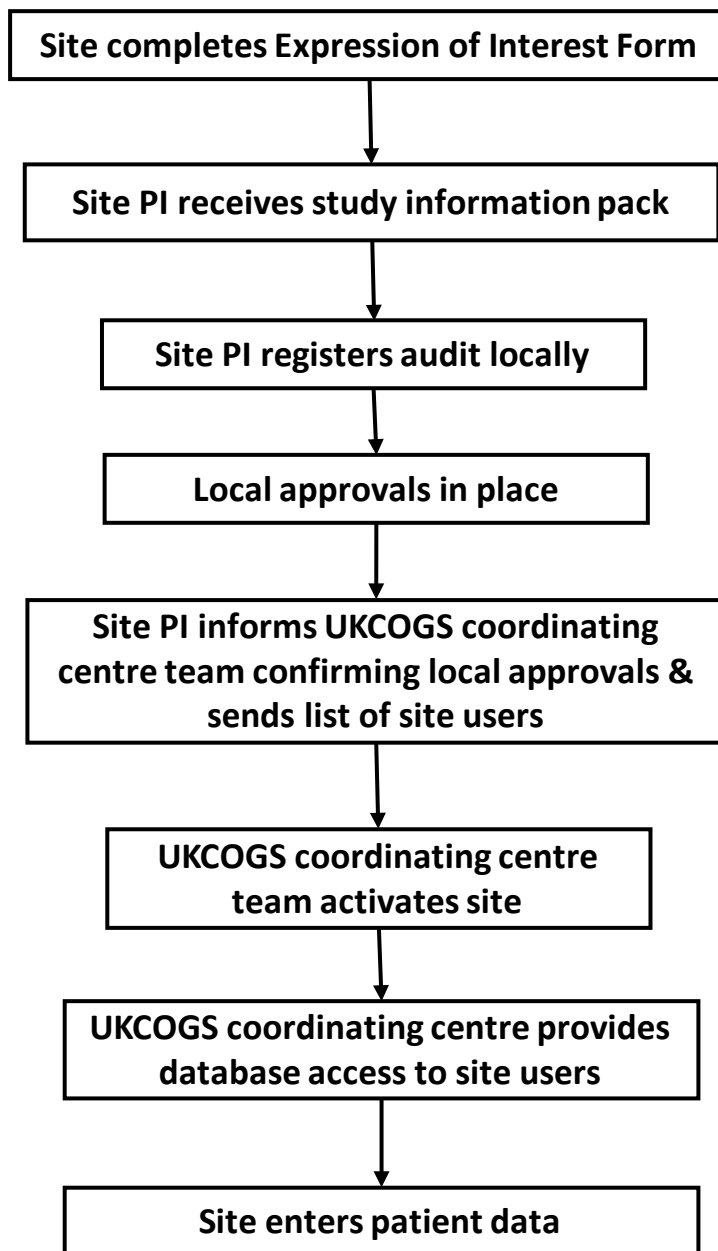 Site completes Expression of Interest Form
Site PI receives study information pack
Site PI registers audit locally
Local approvals in place
Site PI informs UKCOGS coordinating
centre team confirming local approvals &
sends list of site users
UKCOGS coordinating centre
team activates site
UKCOGS coordinating centre provides
database access to site users
Site enters patient data